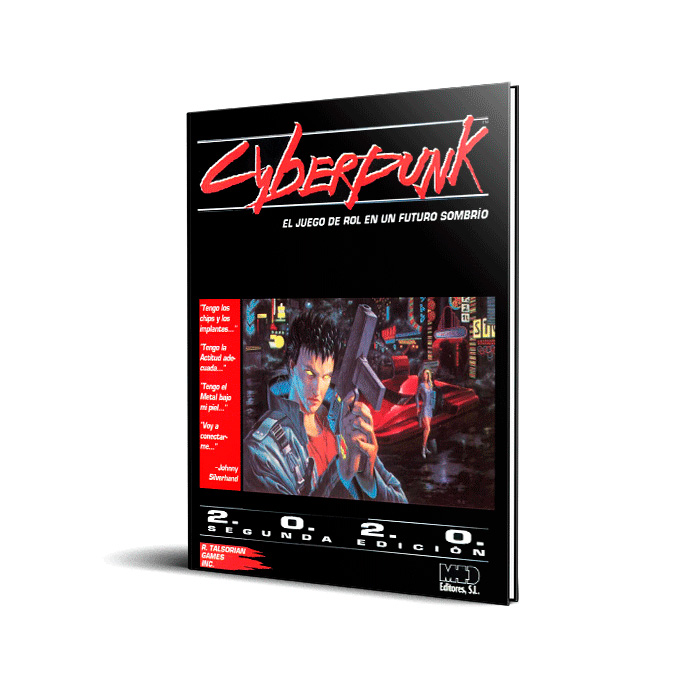 CYBERPUNK
TM
EL JUEGO DE ROL EN UN FUTURO SOMBRÍO
"Tengo los
chips y los
implantes..."
"Tengo la
Actitud ade-
cuada..."
"Tengo el
Metal bajo
mi piel..."
"Voy a
conectar-
me..."
–Johnny
Silverhand
2. 0. 2. 0.
SEGUNDA EDICIÓN
R. TALSORIAN
GAMES
INC.
M+D
Editores, S.L.